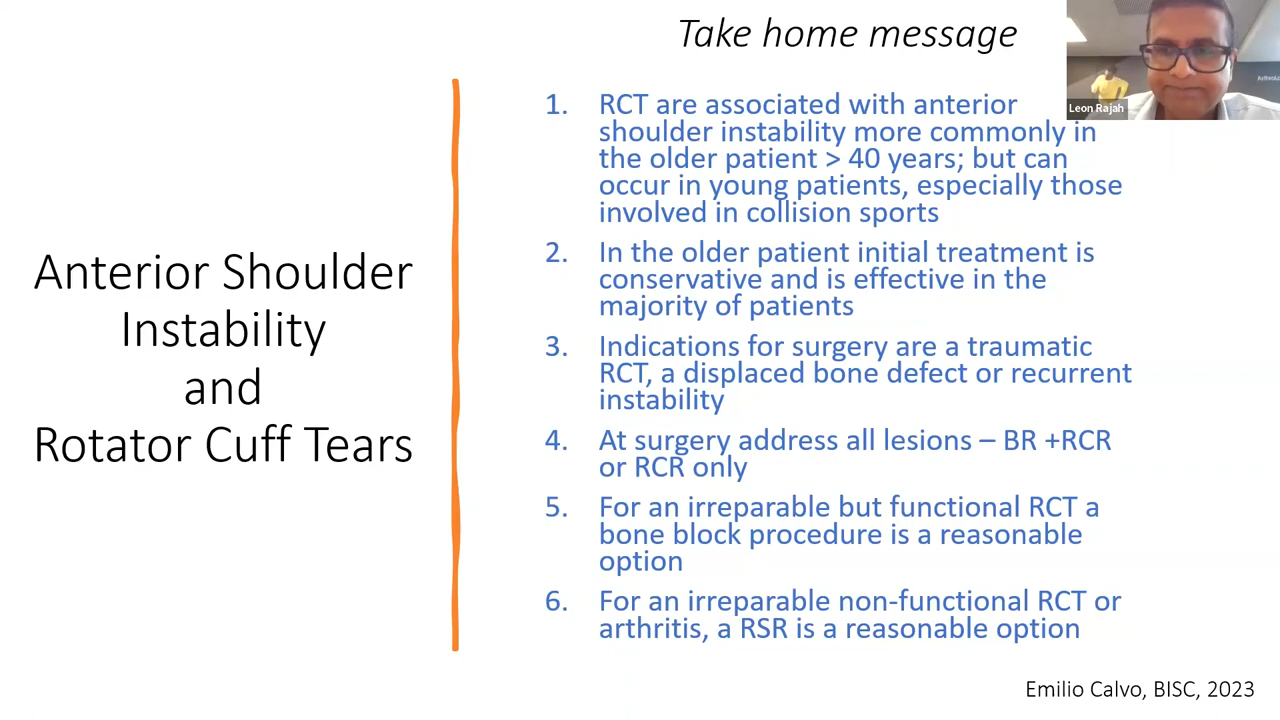 Take home message
Leon Rajah
Anterior Shoulder
Instability
and
Rotator Cuff Tears
1. RCT are associated with anterior
shoulder instability more commonly in
the older patient > 40 years; but can
occur in young patients, especially those
involved in collision sports
2. In the older patient initial treatment is
conservative and is effective in the
majority of patients
3. Indications for surgery are a traumatic
RCT, a displaced bone defect or recurrent
instability
4. At surgery address all lesions – BR +RCR
or RCR only
5. For an irreparable but functional RCT a
bone block procedure is a reasonable
option
6. For an irreparable non-functional RCT or
arthritis, a RSR is a reasonable option
Emilio Calvo, BISC, 2023